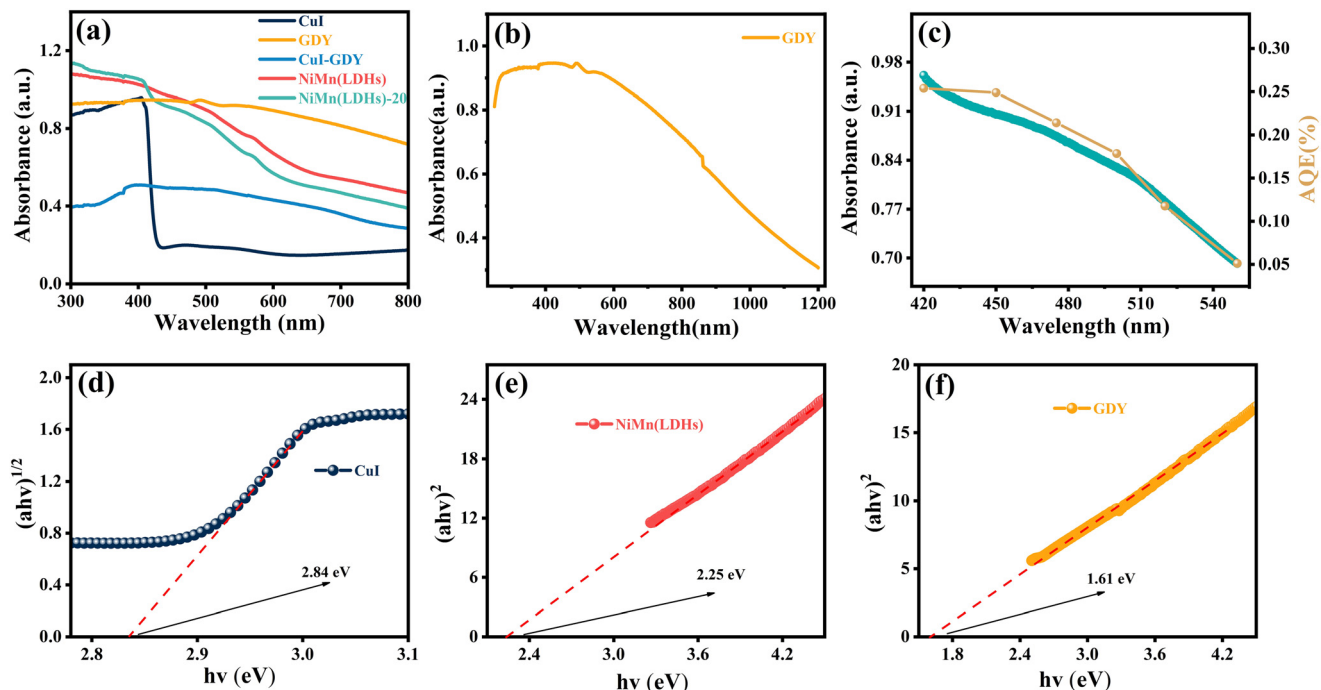 (a)
CuI
GDY
CuI-GDY
NiMn(LDHs)
NiMn(LDHs)-20
Absorbance (a.u.)
1.2
0.8
0.4
0.0
300 400 500 600 700 800
Wavelength (nm)
(b)
GDY
Absorbance(a.u.)
1.0
0.8
0.6
0.4
400 600 800 1000 1200
Wavelength(nm)
(c)
Absorbance (a.u.)
0.98
0.91
0.84
0.77
0.70
420 450 480 510 540
Wavelength (nm)
0.30
0.25
0.20
0.15
0.10
0.05
AQE(%)
(d)
CuI
(ahv)1/2
2.0
1.6
1.2
0.8
0.4
0.0
2.84 eV
2.8 2.9 3.0 3.1
hv (eV)
(e)
NiMn(LDHs)
(ahv)2
24
18
12
6
0
2.25 eV
2.4 3.0 3.6 4.2
hv (eV)
(f)
GDY
(ahv)2
20
15
10
5
0
1.61 eV
1.8 2.4 3.0 3.6 4.2
hv (eV)